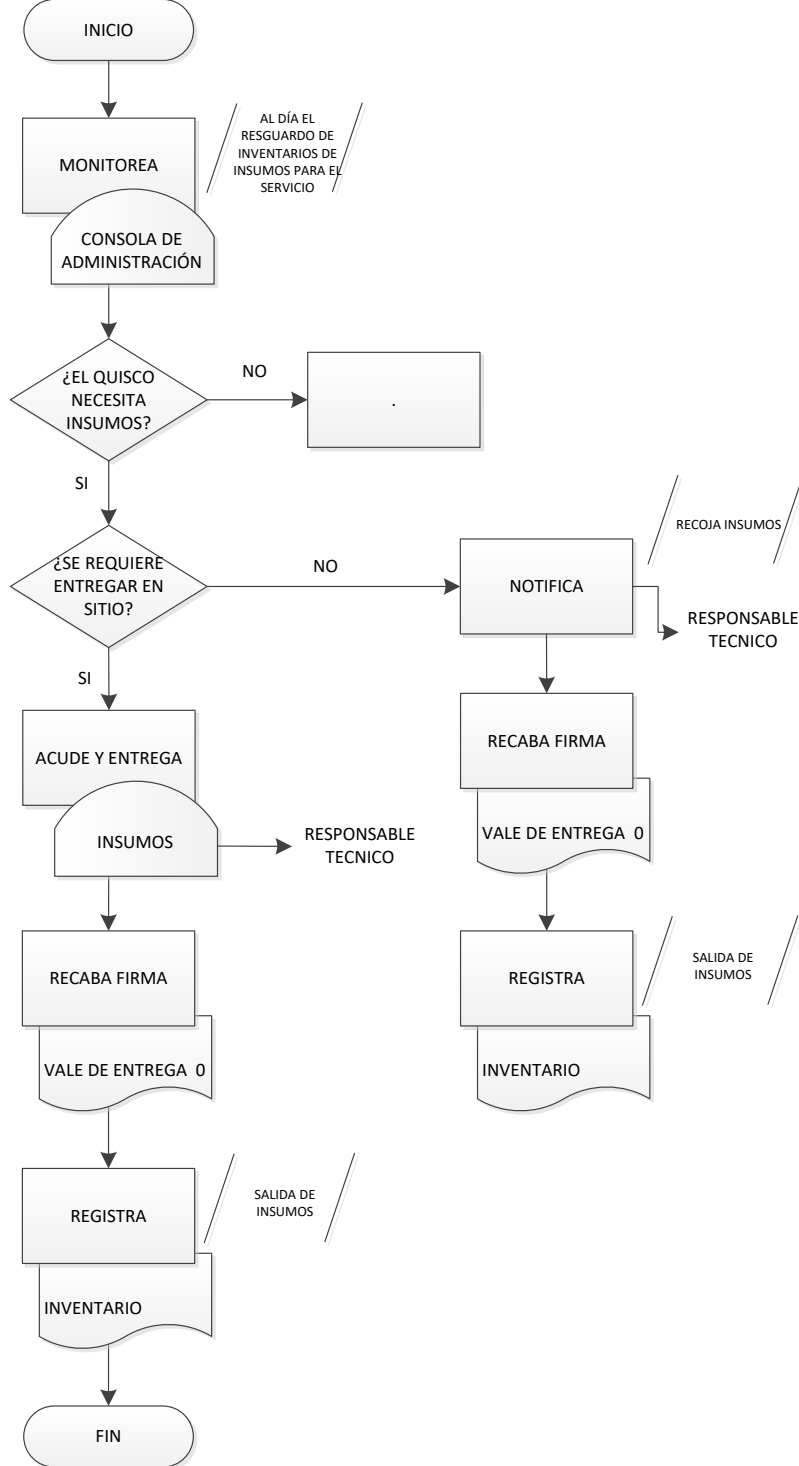 INICIO
MONITOREA
AL DÍA EL
RESGUARDO DE
INVENTARIOS DE
INSUMOS PARA EL
SERVICIO
CONSOLA DE
ADMINISTRACIÓN
¿EL QUISCO
NECESITA
INSUMOS?
NO
.
SI
¿SE REQUIERE
ENTREGAR EN
SITIO?
NO
NOTIFICA
RECOJA INSUMOS
RESPONSABLE
TECNICO
SI
ACUDE Y ENTREGA
INSUMOS
RESPONSABLE
TECNICO
RECABA FIRMA
VALE DE ENTREGA 0
RECABA FIRMA
VALE DE ENTREGA 0
REGISTRA
SALIDA DE
INSUMOS
INVENTARIO
REGISTRA
SALIDA DE
INSUMOS
INVENTARIO
FIN